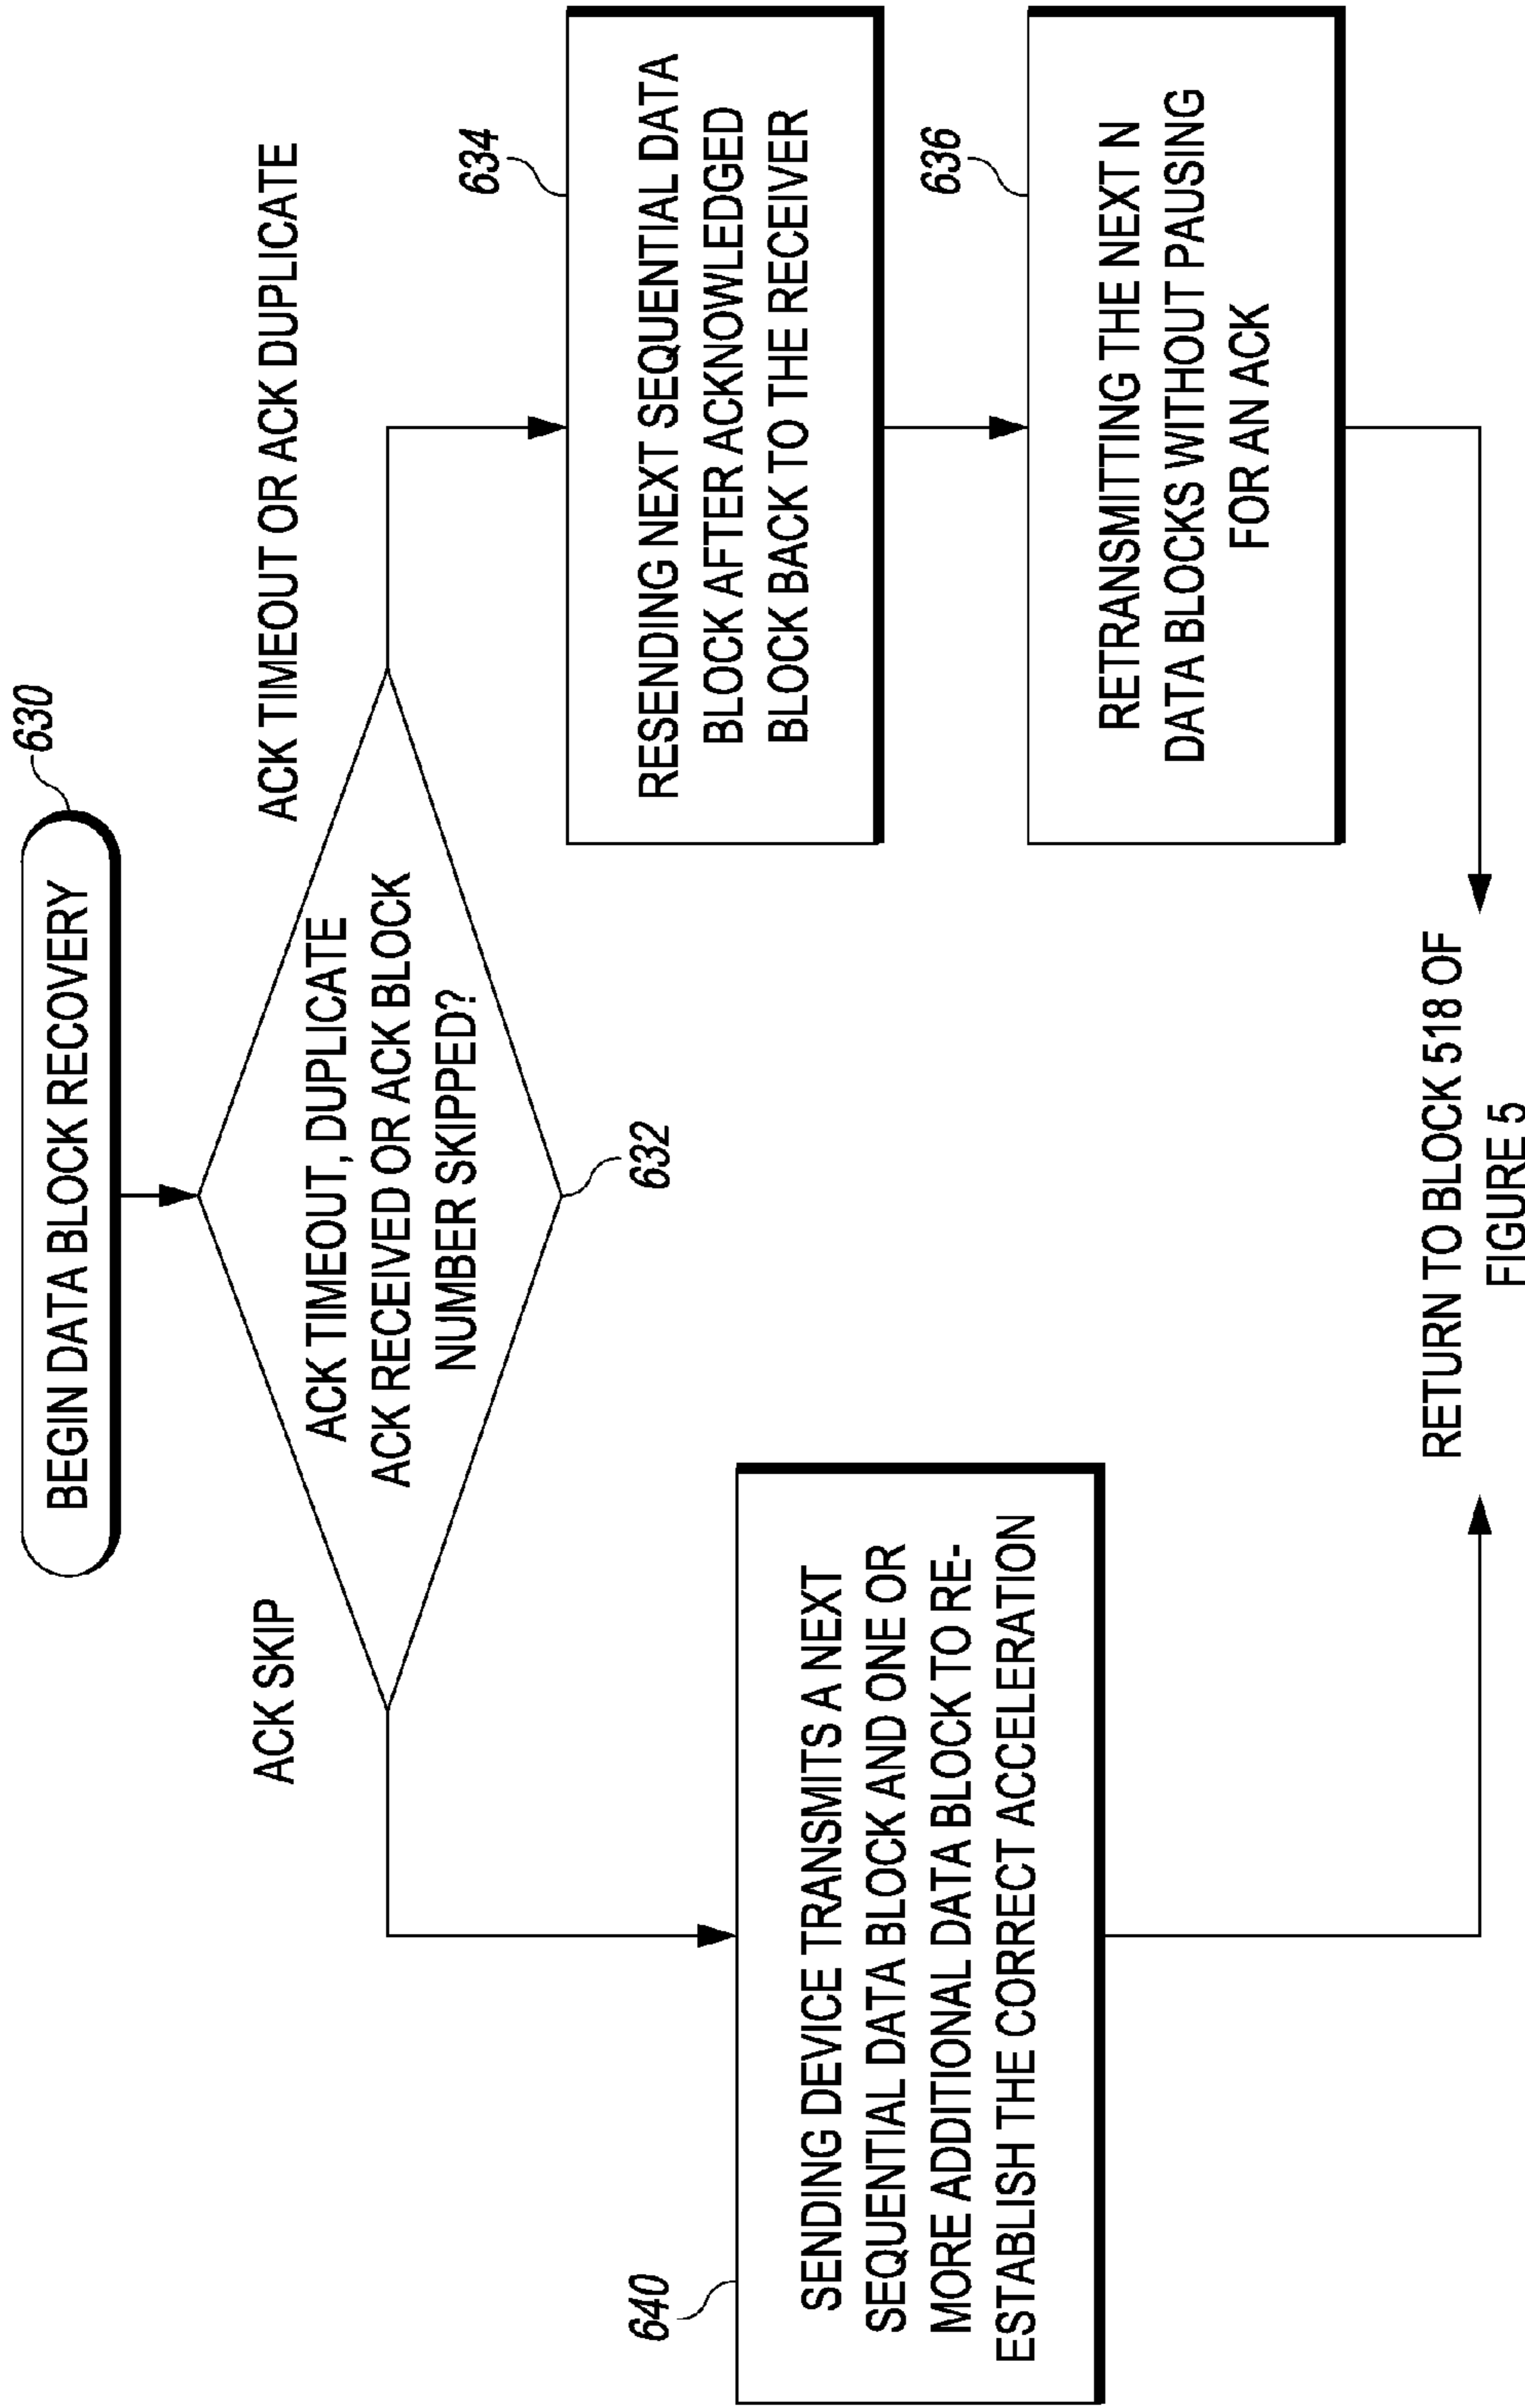 BEGIN DATA BLOCK RECOVERY
630
ACK SKIP
ACK TIMEOUT OR ACK DUPLICATE
ACK TIMEOUT, DUPLICATE
ACK RECEIVED OR ACK BLOCK
NUMBER SKIPPED?
632
634
RESENDING NEXT SEQUENTIAL DATA
BLOCK AFTER ACKNOWLEDGED
BLOCK BACK TO THE RECEIVER
636
RETRANSMITTING THE NEXT N
DATA BLOCKS WITHOUT PAUSING
FOR AN ACK
640
SENDING DEVICE TRANSMITS A NEXT
SEQUENTIAL DATA BLOCK AND ONE OR
MORE ADDITIONAL DATA BLOCK TO RE-
ESTABLISH THE CORRECT ACCELERATION
RETURN TO BLOCK 518 OF
FIGURE 5